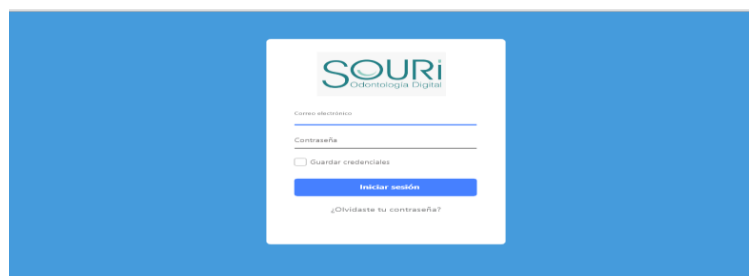 SOURi
Odontología Digital
Correo electrónico
Contraseña
Guardar credenciales
Iniciar sesión
¿Olvidaste tu contraseña?